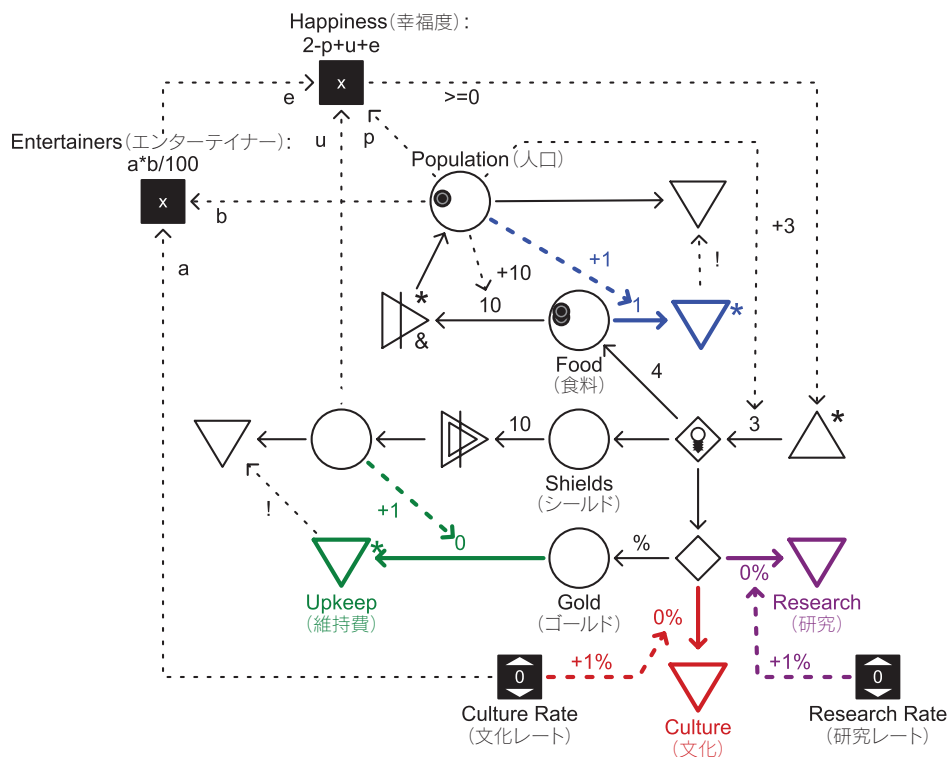 Happiness(幸福度):
2-p+u+e
x
e
>=0
Entertainers(エンターテイナー):
a*b/100
u
p
Population(人口)
x
b
+3
a
+10
+1
!
*
10
1
*
&
Food
(食料)
4
10
3
*
Shields
(シールド)
+1
!
0
%
*
0%
Upkeep
(維持費)
Gold
(ゴールド)
0%
Research
(研究)
+1%
+1%
0
0
Culture Rate
(文化レート)
Culture
(文化)
Research Rate
(研究レート)